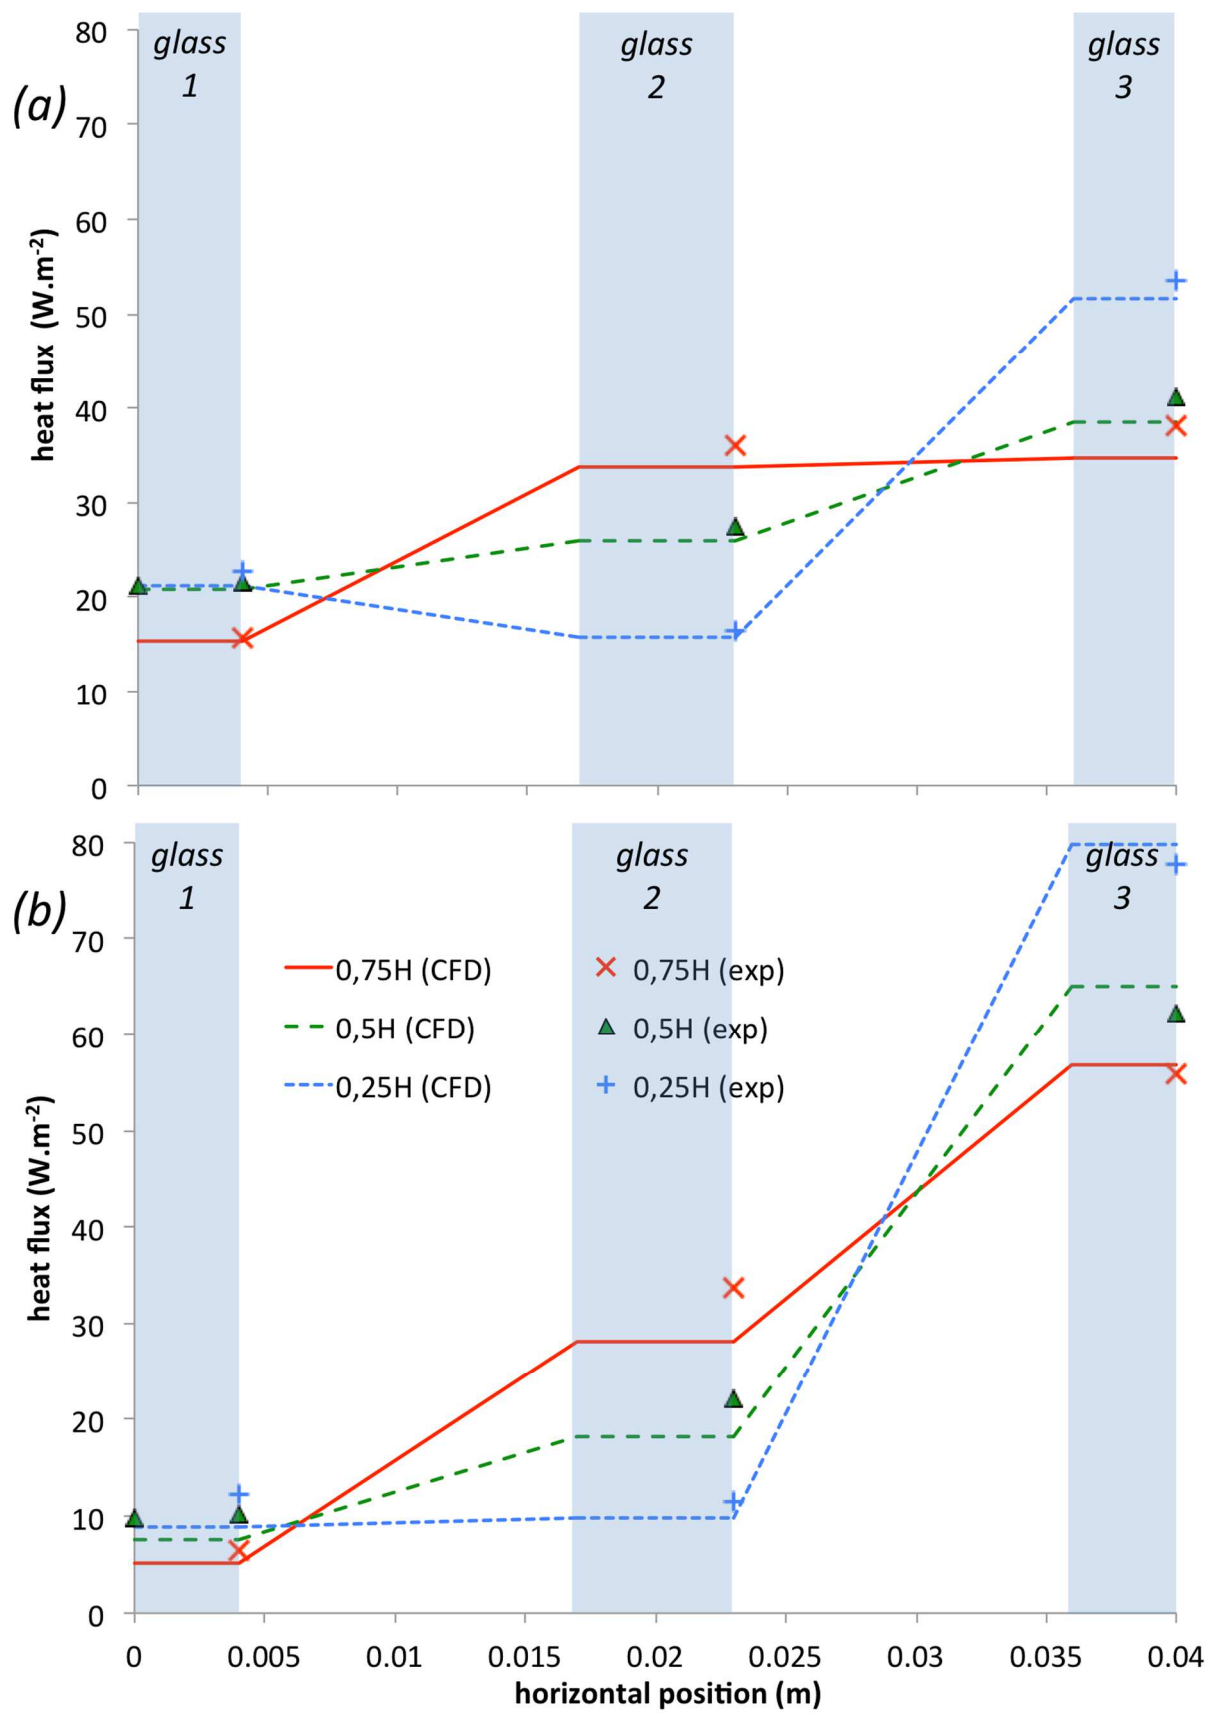 (a)
heat flux (W.m-2)
80
70
60
50
40
30
20
10
0
glass
1
glass
2
glass
3
(b)
heat flux (W.m-2)
80
70
60
50
40
30
20
10
0
glass
1
glass
2
glass
3
0,75H (CFD)
0,75H (exp)
0,5H (CFD)
0,5H (exp)
0,25H (CFD)
0,25H (exp)
0 0.005 0.01 0.015 0.02 0.025 0.03 0.035 0.04
horizontal position (m)